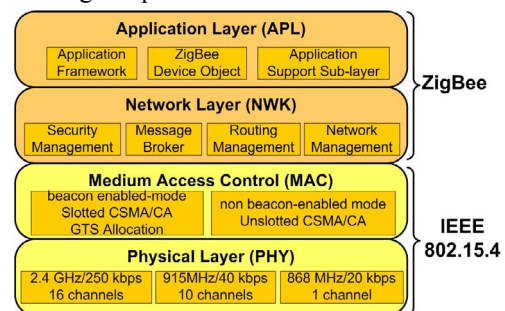 Application Layer (APL)
Application
Framework
ZigBee
Device Object
Application
Support Sub-layer
ZigBee
Network Layer (NWK)
Security
Management
Message
Broker
Routing
Management
Network
Management
Medium Access Control (MAC)
beacon enabled-mode
Slotted CSMA/CA
GTS Allocation
non beacon-enabled mode
Unslotted CSMA/CA
IEEE
802.15.4
Physical Layer (PHY)
2.4 GHz/250 kbps
16 channels
915MHz/40 kbps
10 channels
868 MHz/20 kbps
1 channel